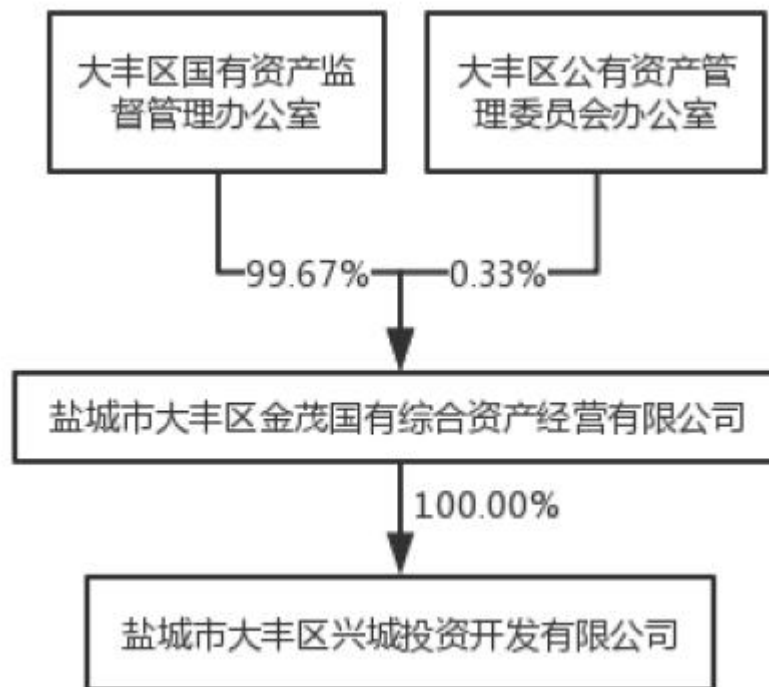 大丰区国有资产监
督管理办公室
大丰区公有资产管
理委员会办公室
99.67%
0.33%
盐城市大丰区金茂国有综合资产经营有限公司
100.00%
盐城市大丰区兴城投资开发有限公司